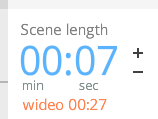 Scene length
00:07
min sec
wideo 00:27